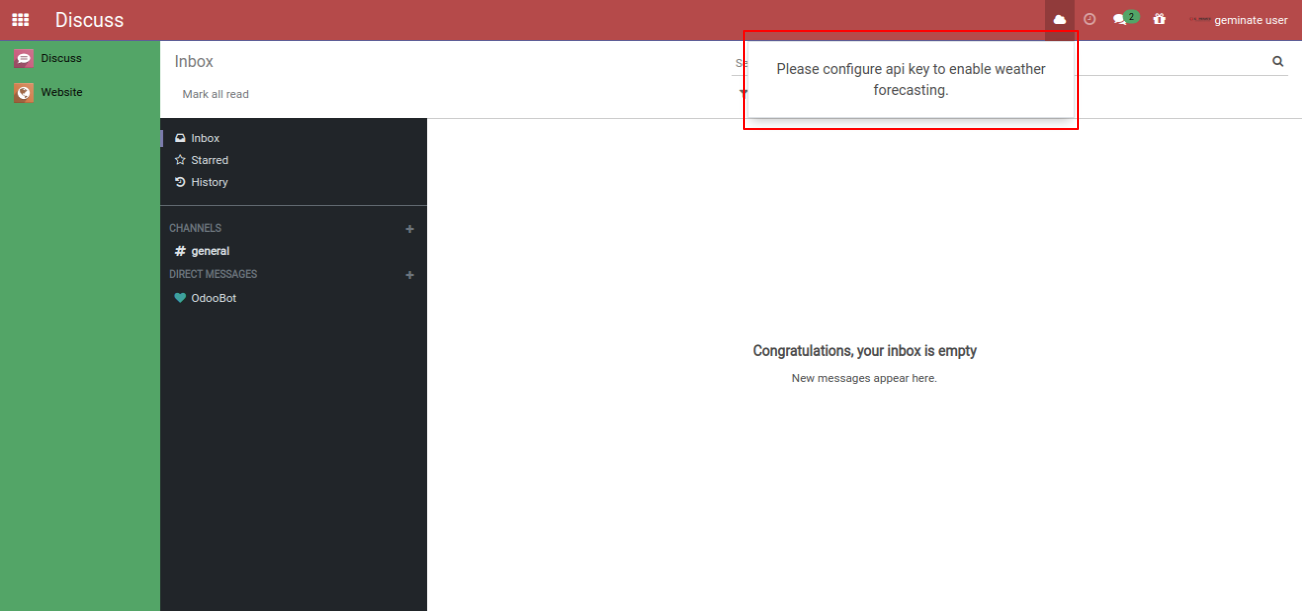 Discuss
2
geminate user
Discuss
Website
Inbox
Se
Mark all read
Please configure api key to enable weather
forecasting.
Inbox
Starred
History
CHANNELS +
# general
DIRECT MESSAGES +
OdooBot
Congratulations, your inbox is empty
New messages appear here.